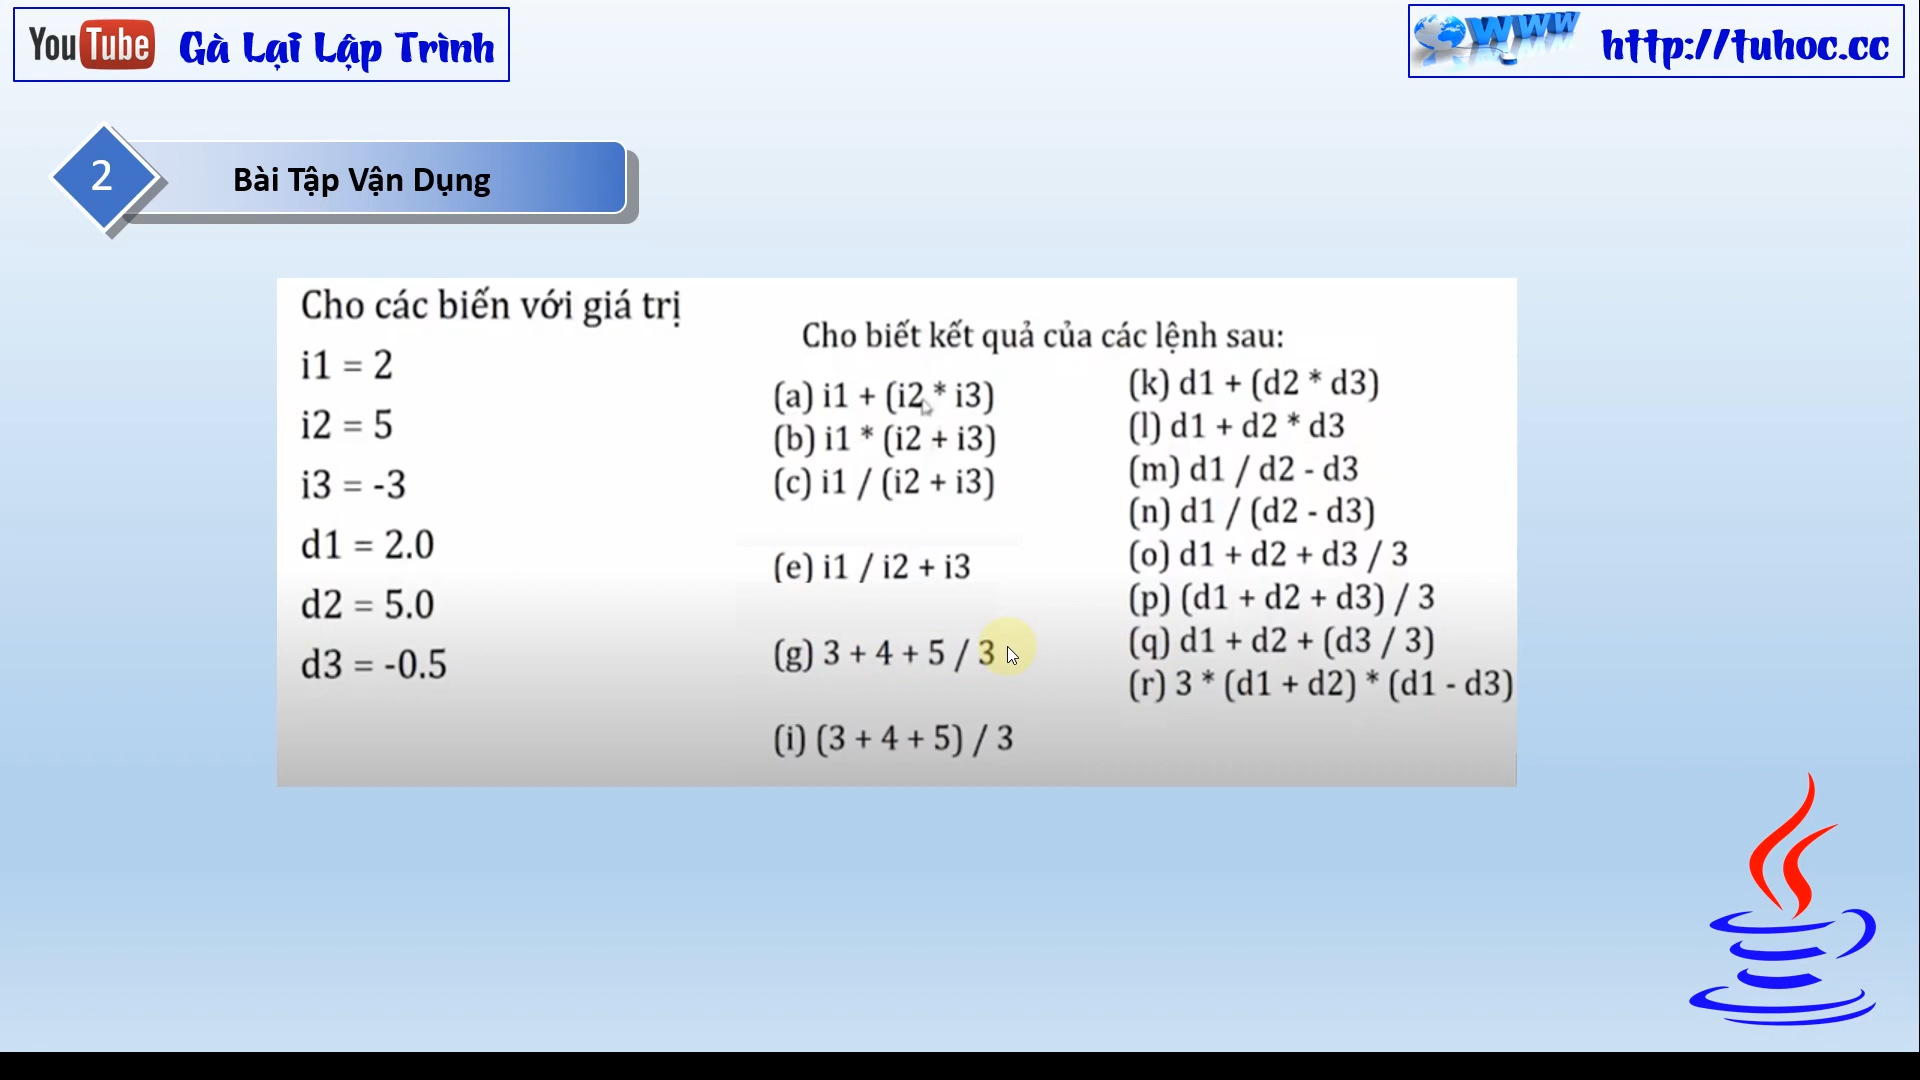 YouTube Gà Lại Lập Trình
WWW http://tuhoc.cc
2 Bài Tập Vận Dụng
Cho các biến với giá trị
i1 = 2
i2 = 5
i3 = -3
d1 = 2.0
d2 = 5.0
d3 = -0.5
Cho biết kết quả của các lệnh sau:
(a) i1 + (i2 * i3)
(b) i1 * (i2 + i3)
(c) i1 / (i2 + i3)
(e) i1 / i2 + i3
(g) 3 + 4 + 5 / 3
(i) (3 + 4 + 5) / 3
(k) d1 + (d2 * d3)
(l) d1 + d2 * d3
(m) d1 / d2 - d3
(n) d1 / (d2 - d3)
(o) d1 + d2 + d3 / 3
(p) (d1 + d2 + d3) / 3
(q) d1 + d2 + (d3 / 3)
(r) 3 * (d1 + d2) * (d1 - d3)